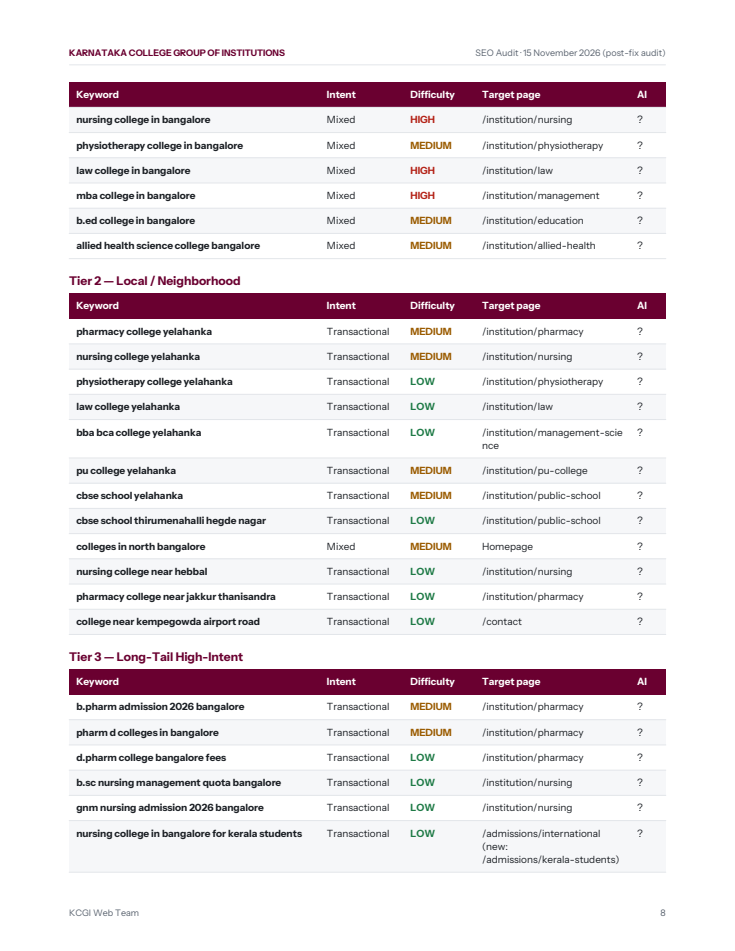 KARNATAKA COLLEGE GROUP OF INSTITUTIONS SEO Audit · 15 November 2026 (post-fix audit)
Keyword Intent Difficulty Target page AI
nursing college in bangalore Mixed HIGH /institution/nursing ?
physiotherapy college in bangalore Mixed MEDIUM /institution/physiotherapy ?
law college in bangalore Mixed HIGH /institution/law ?
mba college in bangalore Mixed HIGH /institution/management ?
b.ed college in bangalore Mixed MEDIUM /institution/education ?
allied health science college bangalore Mixed MEDIUM /institution/allied-health ?
Tier 2 — Local / Neighborhood
Keyword Intent Difficulty Target page AI
pharmacy college yelahanka Transactional MEDIUM /institution/pharmacy ?
nursing college yelahanka Transactional MEDIUM /institution/nursing ?
physiotherapy college yelahanka Transactional LOW /institution/physiotherapy ?
law college yelahanka Transactional LOW /institution/law ?
bba bca college yelahanka Transactional LOW /institution/management-scie ?
nce
pu college yelahanka Transactional MEDIUM /institution/pu-college ?
cbse school yelahanka Transactional MEDIUM /institution/public-school ?
cbse school thirumenahalli hegde nagar Transactional LOW /institution/public-school ?
colleges in north bangalore Mixed MEDIUM Homepage ?
nursing college near hebbal Transactional LOW /institution/nursing ?
pharmacy college near jakkur thanisandra Transactional LOW /institution/pharmacy ?
college near kempegowda airport road Transactional LOW /contact ?
Tier 3 — Long-Tail High-Intent
Keyword Intent Difficulty Target page AI
b.pharm admission 2026 bangalore Transactional MEDIUM /institution/pharmacy ?
pharm d colleges in bangalore Transactional MEDIUM /institution/pharmacy ?
d.pharm college bangalore fees Transactional LOW /institution/pharmacy ?
b.sc nursing management quota bangalore Transactional LOW /institution/nursing ?
gnm nursing admission 2026 bangalore Transactional LOW /institution/nursing ?
nursing college in bangalore for kerala students Transactional LOW /admissions/international ?
(new:
/admissions/kerala-students)
KCGI Web Team 8